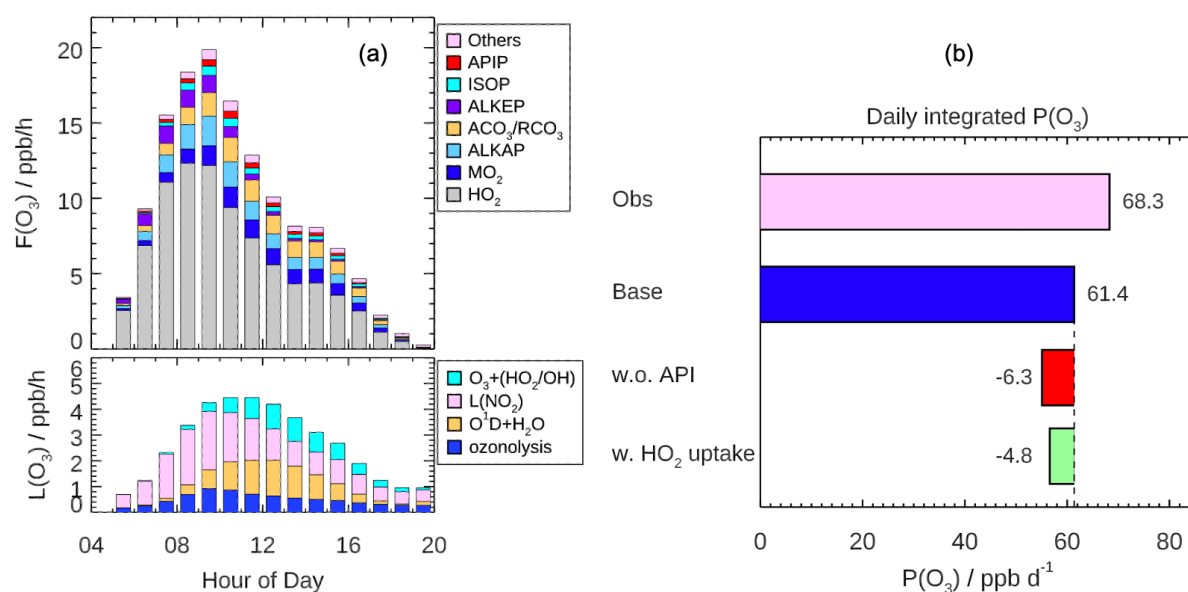 (a)
F(O₃) / ppb/h
20
15
10
5
0
Others
APIP
ISOP
ALKEP
ACO₃/RCO₃
ALKAP
MO₂
HO₂
L(O₃) / ppb/h
6
5
4
3
2
1
0
O₃+(HO₂/OH)
L(NO₂)
O¹D+H₂O
ozonolysis
04 08 12 16 20
Hour of Day
(b)
Daily integrated P(O₃)
Obs
68.3
Base
61.4
w.o. API
-6.3
w. HO₂ uptake
-4.8
0 20 40 60 80
P(O₃) / ppb d⁻¹